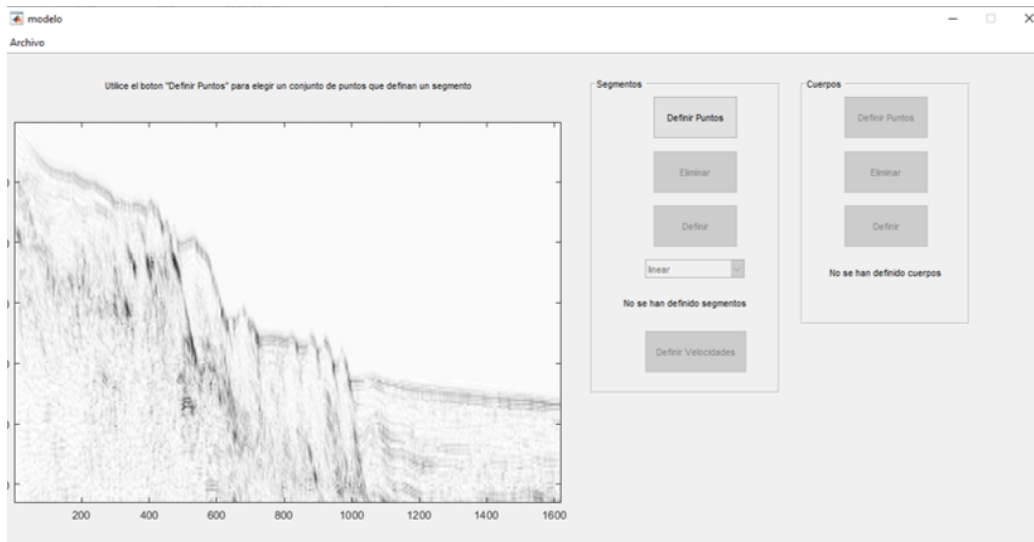 modelo
Archivo
Utilice el boton "Definir Puntos" para elegir un conjunto de puntos que definan un segmento
Segmentos
Definir Puntos
Eliminar
Definir
linear
No se han definido segmentos
Definir Velocidades
Cuerpos
Definir Puntos
Eliminar
Definir
No se han definido cuerpos
200 400 600 800 1000 1200 1400 1600